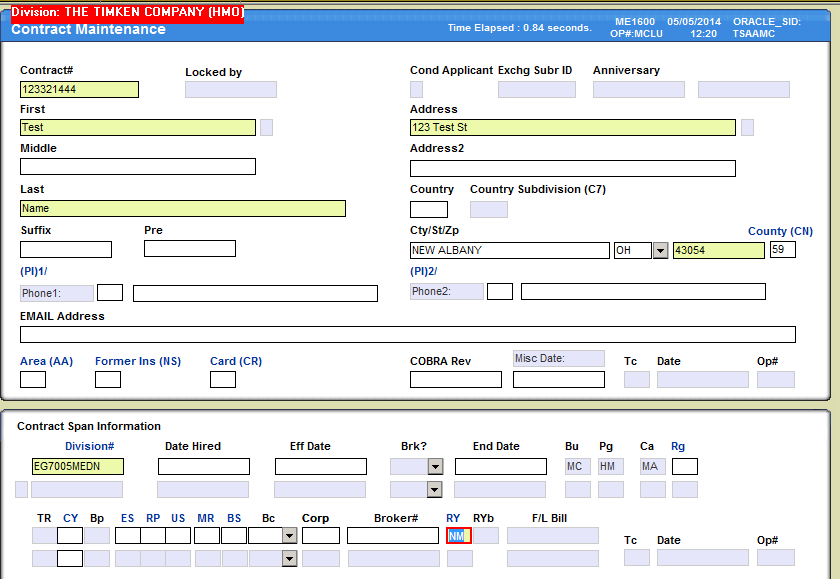 Division: THE TIMKEN COMPANY (HMO)
Contract Maintenance
Time Elapsed : 0.84 seconds.
ME1600 05/05/2014 ORACLE_SID:
OP#:MCLU 12:20 TSAAMC
Contract# Locked by Cond Applicant Exchg Subr ID Anniversary
123321444
First Address
Test 123 Test St
Middle Address2
Last Country Country Subdivision (C7)
Name
Suffix Pre Cty/St/Zp County (CN)
NEW ALBANY OH 43054 59
(PI)1/ (PI)2/
Phone1: Phone2:
EMAIL Address
Area (AA) Former Ins (NS) Card (CR) COBRA Rev Misc Date: Tc Date Op#
Contract Span Information
Division# Date Hired Eff Date Brk? End Date Bu Pg Ca Rg
EG7005MEDN MC HM MA
TR CY Bp ES RP US MR BS Bc Corp Broker# RY RYb F/L Bill
NM
Tc Date Op#